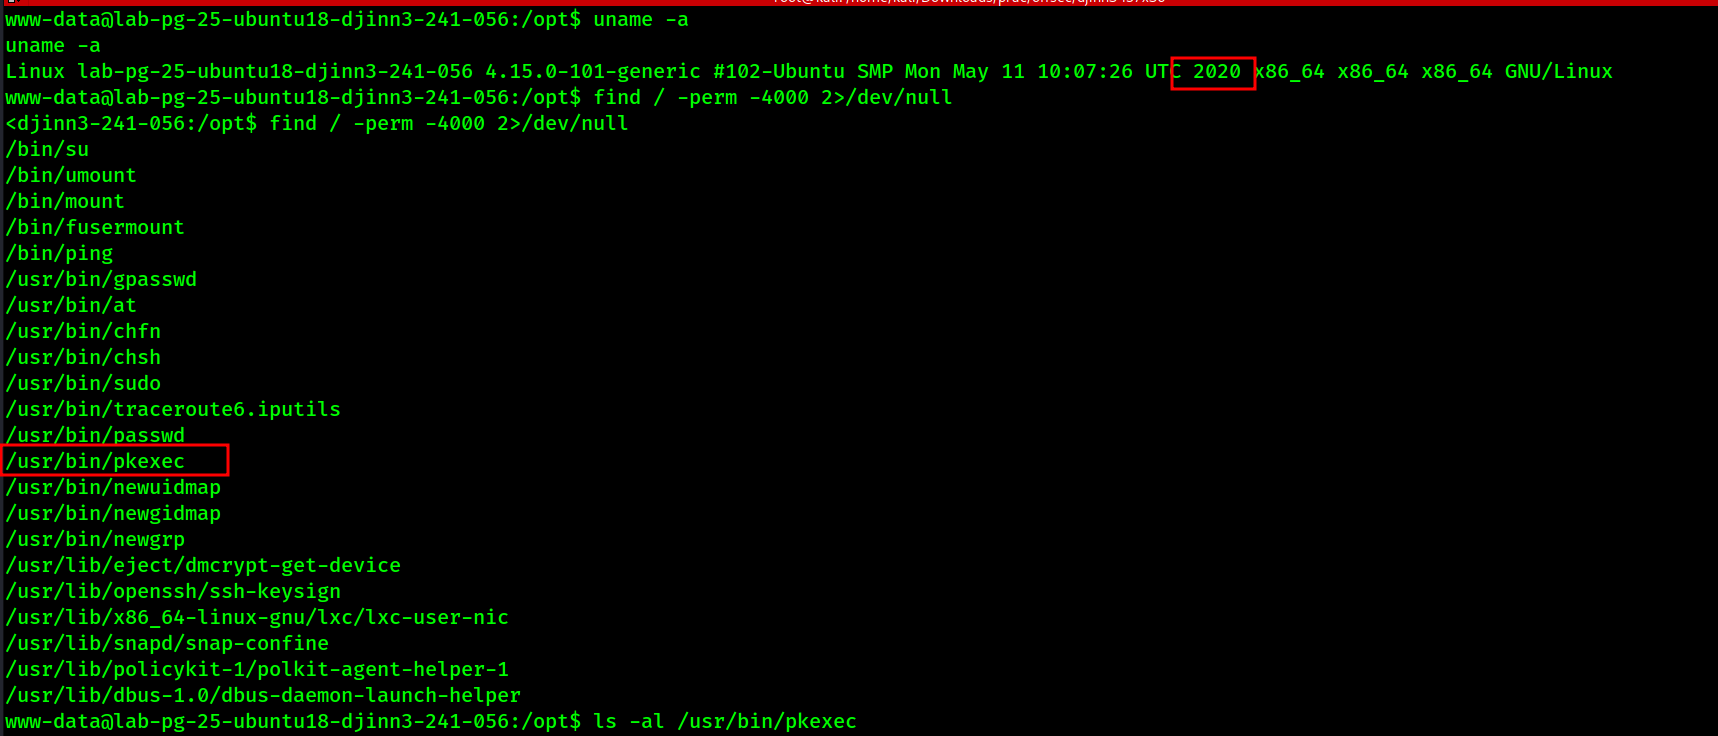 www-data@lab-pg-25-ubuntu18-djinn3-241-056:/opt$ uname -a
uname -a
Linux lab-pg-25-ubuntu18-djinn3-241-056 4.15.0-101-generic #102-Ubuntu SMP Mon May 11 10:07:26 UTC 2020 x86_64 x86_64 x86_64 GNU/Linux
www-data@lab-pg-25-ubuntu18-djinn3-241-056:/opt$ find / -perm -4000 2>/dev/null
<djinn3-241-056:/opt$ find / -perm -4000 2>/dev/null
/bin/su
/bin/umount
/bin/mount
/bin/fusermount
/bin/ping
/usr/bin/gpasswd
/usr/bin/at
/usr/bin/chfn
/usr/bin/chsh
/usr/bin/sudo
/usr/bin/traceroute6.iputils
/usr/bin/passwd
/usr/bin/pkexec
/usr/bin/newuidmap
/usr/bin/newgidmap
/usr/bin/newgrp
/usr/lib/eject/dmcrypt-get-device
/usr/lib/openssh/ssh-keysign
/usr/lib/x86_64-linux-gnu/lxc/lxc-user-nic
/usr/lib/snapd/snap-confine
/usr/lib/policykit-1/polkit-agent-helper-1
/usr/lib/dbus-1.0/dbus-daemon-launch-helper
www-data@lab-pg-25-ubuntu18-djinn3-241-056:/opt$ ls -al /usr/bin/pkexec